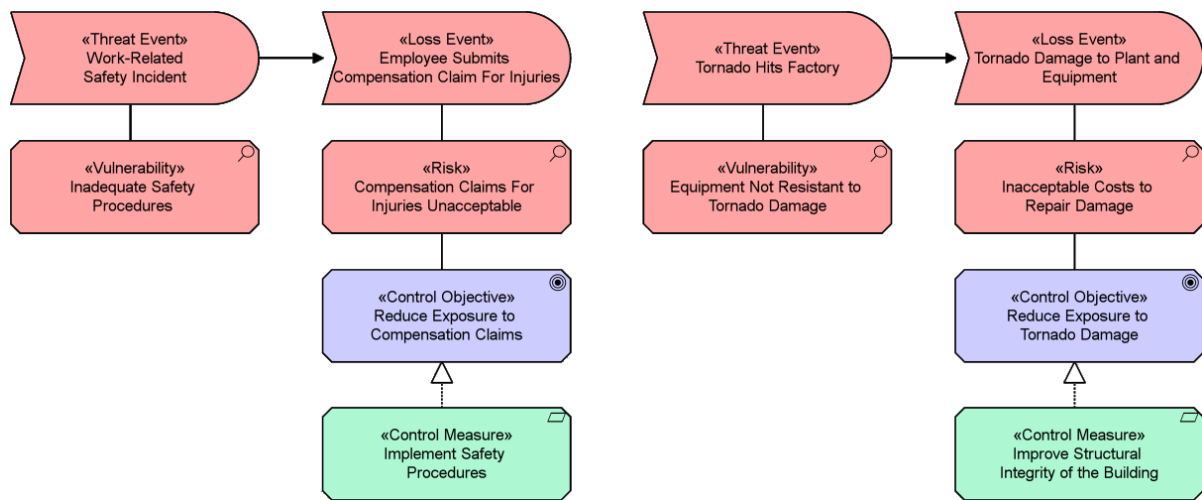 «Threat Event»
Work-Related
Safety Incident
«Loss Event»
Employee Submits
Compensation Claim For Injuries
«Vulnerability»
Inadequate Safety
Procedures
«Risk»
Compensation Claims For
Injuries Unacceptable
«Control Objective»
Reduce Exposure to
Compensation Claims
«Control Measure»
Implement Safety
Procedures
«Threat Event»
Tornado Hits Factory
«Loss Event»
Tornado Damage to Plant and
Equipment
«Vulnerability»
Equipment Not Resistant to
Tornado Damage
«Risk»
Inacceptable Costs to
Repair Damage
«Control Objective»
Reduce Exposure to
Tornado Damage
«Control Measure»
Improve Structural
Integrity of the Building